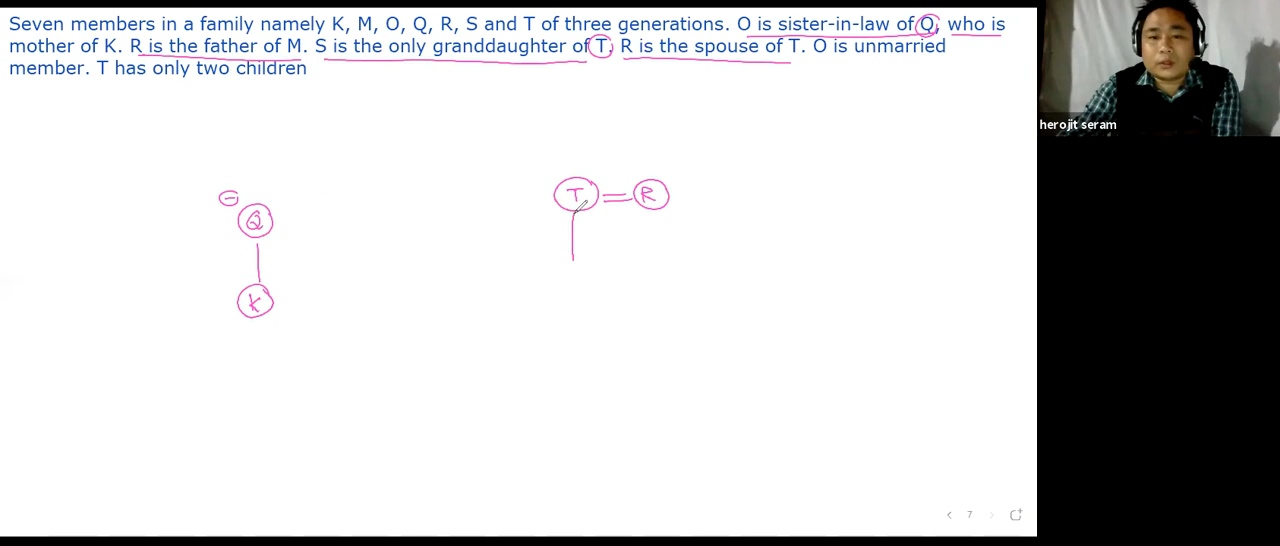 Seven members in a family namely K, M, O, Q, R, S and T of three generations. O is sister-in-law of Q, who is
mother of K. R is the father of M. S is the only granddaughter of T. R is the spouse of T. O is unmarried
member. T has only two children
herojit seram
T = R
Q
K
7